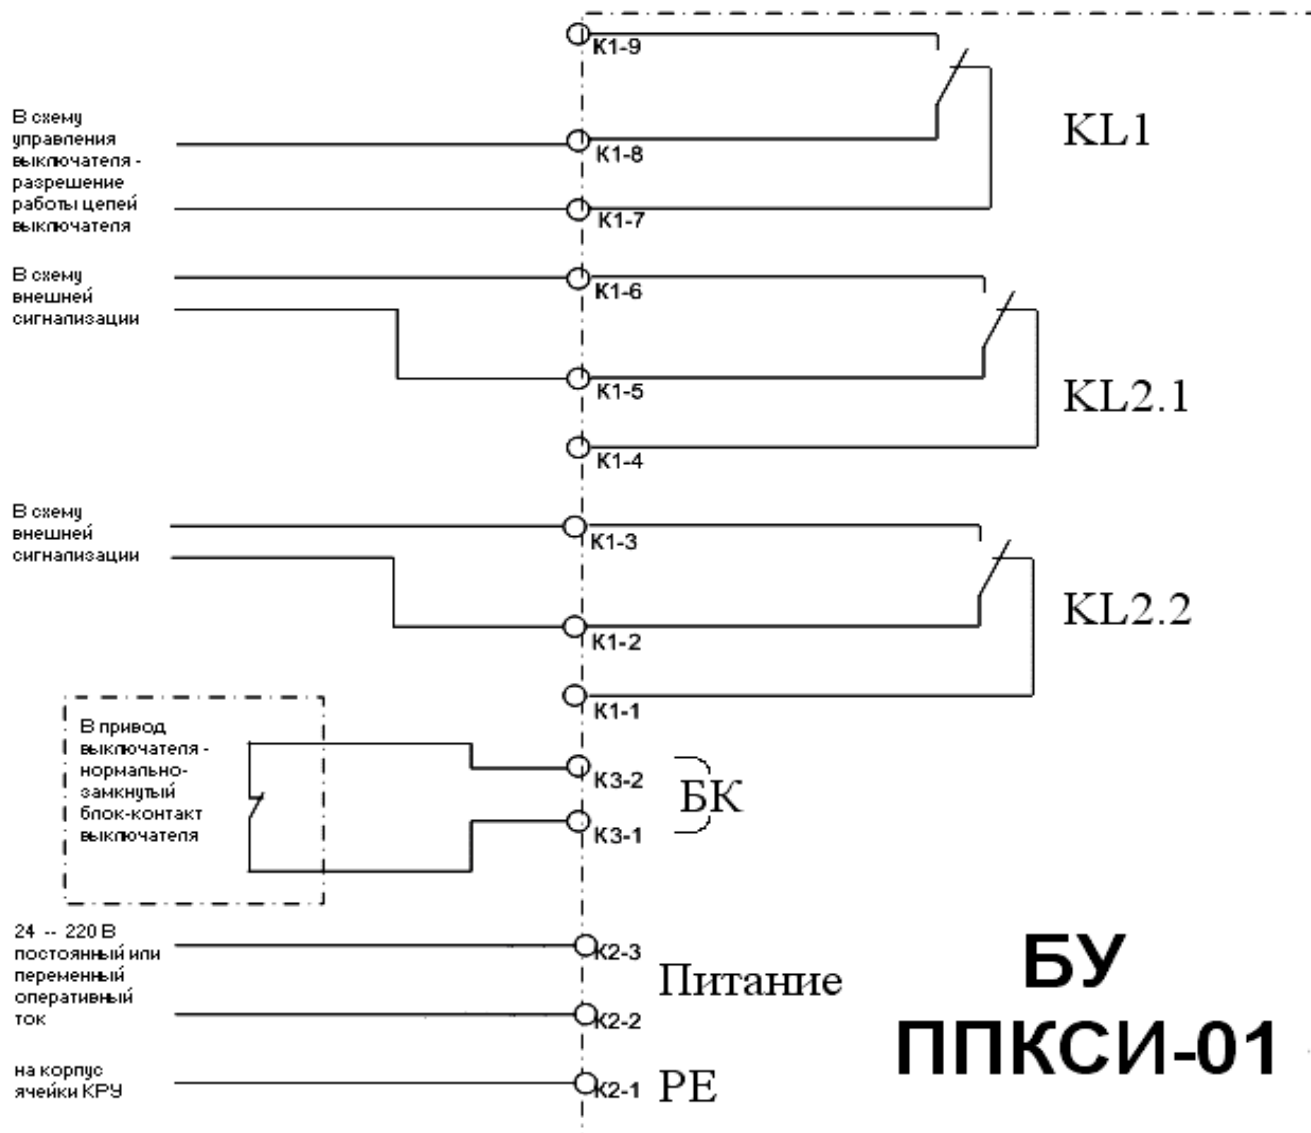 К1-9
KL1
В схему
управления
выключателя -
разрешение
работы цепей
выключателя
К1-8
К1-7
В схему
внешней
сигнализации
К1-6
К1-5
KL2.1
К1-4
В схему
внешней
сигнализации
К1-3
KL2.2
К1-2
К1-1
В привод
выключателя -
нормально-
замкнутый
блок-контакт
выключателя
К3-2
БК
К3-1
24 -- 220 В
постоянный или
переменный
оперативный
ток
К2-3
Питание
К2-2
БУ
ППКСИ-01
на корпус
ячейки КРУ
К2-1
PE